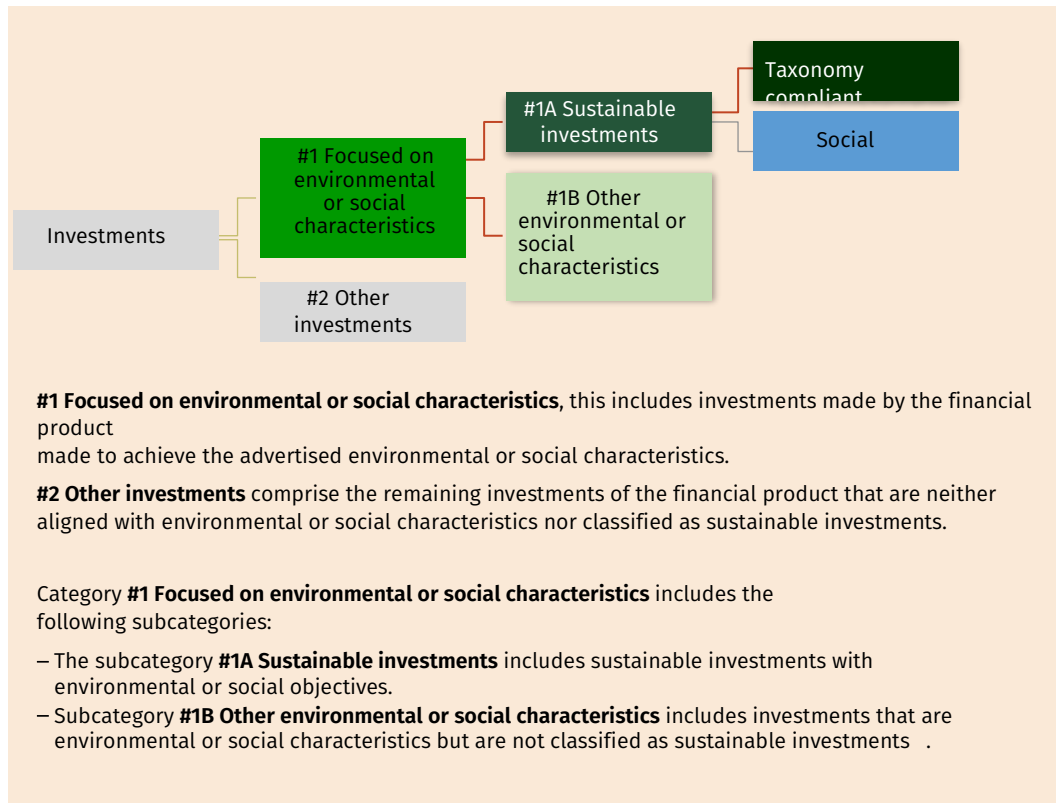 Taxonomy
compliant
#1A Sustainable
investments
Social
#1 Focused on
environmental
or social
characteristics
#1B Other
environmental or
social
characteristics
Investments
#2 Other
investments
#1 Focused on environmental or social characteristics, this includes investments made by the financial
product
made to achieve the advertised environmental or social characteristics.
#2 Other investments comprise the remaining investments of the financial product that are neither
aligned with environmental or social characteristics nor classified as sustainable investments.
Category #1 Focused on environmental or social characteristics includes the
following subcategories:
– The subcategory #1A Sustainable investments includes sustainable investments with
environmental or social objectives.
– Subcategory #1B Other environmental or social characteristics includes investments that are
environmental or social characteristics but are not classified as sustainable investments .